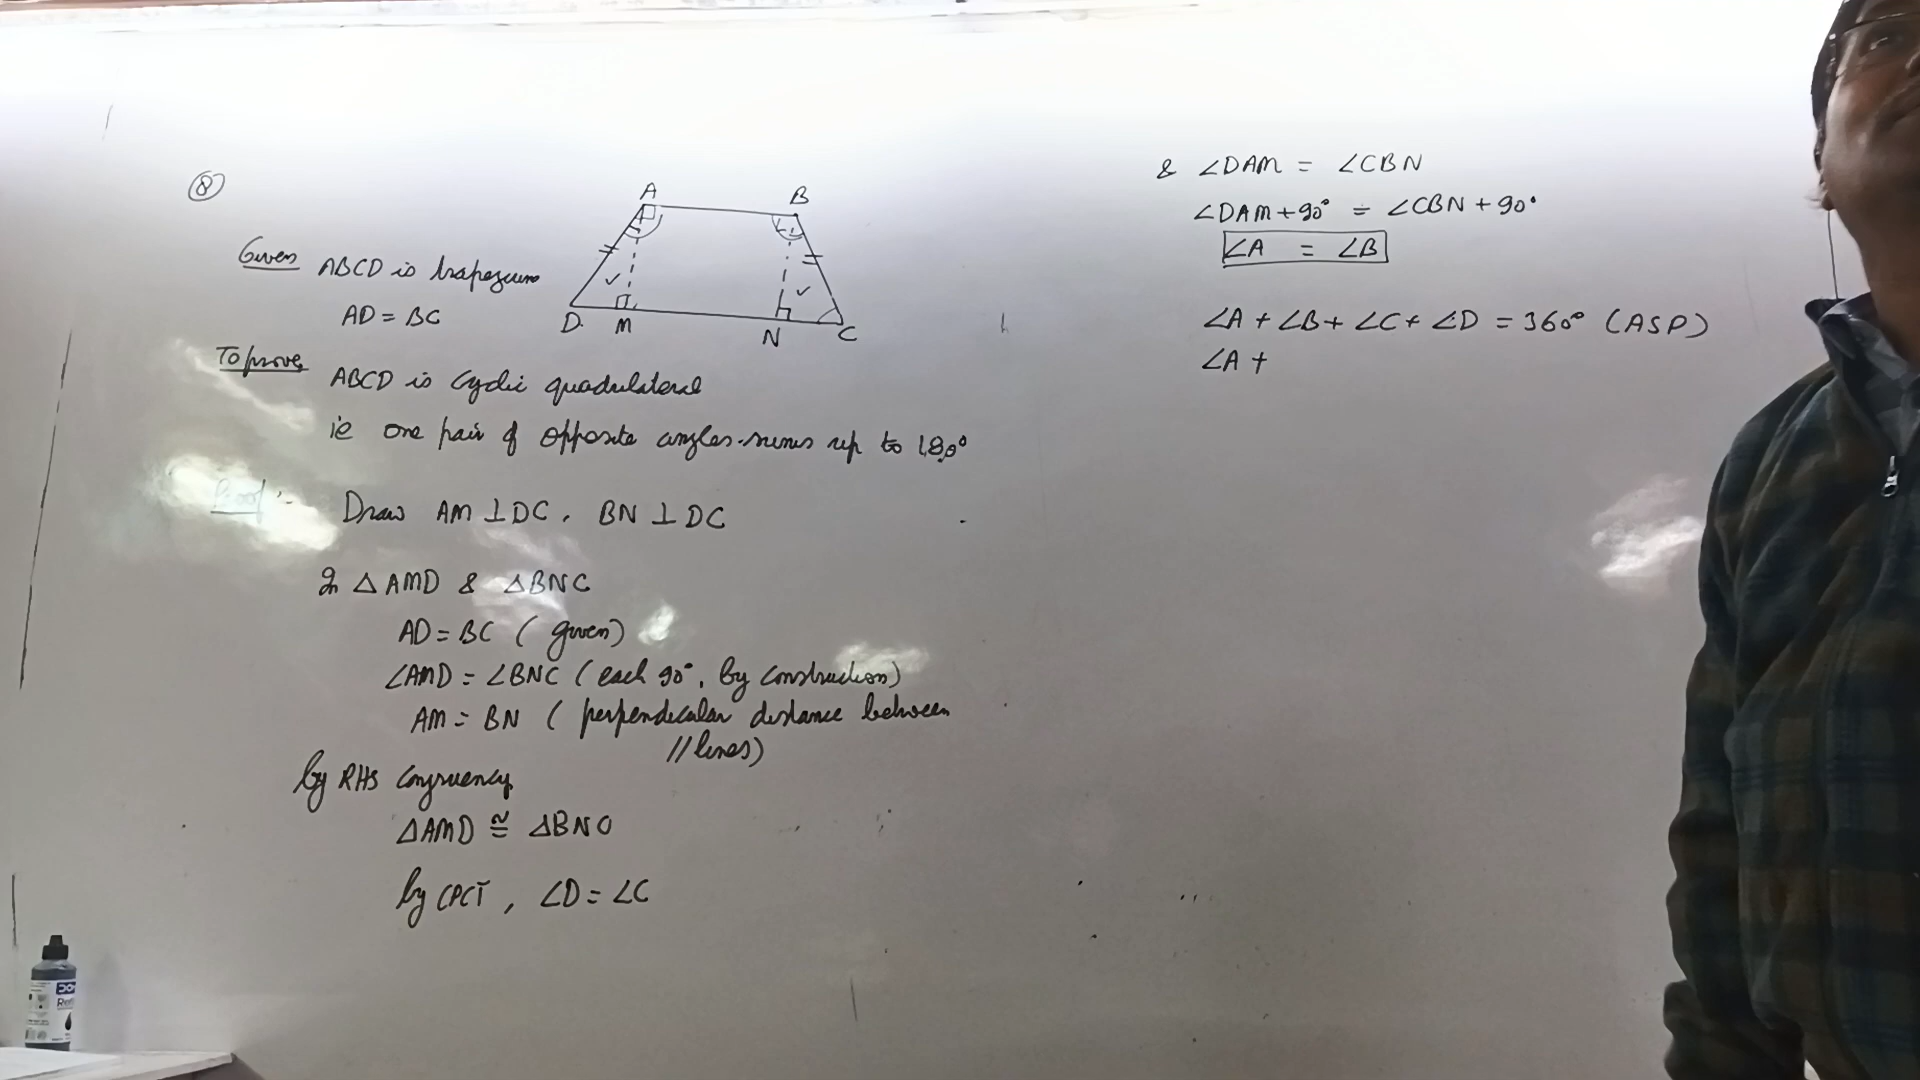 ⑧
A B
D. M N C
Given ABCD is trapezium
AD = BC
To prove, ABCD is cyclic quadrilateral
ie one pair of opposite angles sums up to 180°
Proof :- Draw AM ⊥ DC, BN ⊥ DC
In △AMD & △BNC
AD = BC (given)
∠AMD = ∠BNC (each 90°, by construction)
AM = BN (perpendicular distance between
// lines)
by RHS congruency
△AMD ≅ △BNC
by CPCT, ∠D = ∠C
& ∠DAM = ∠CBN
∠DAM + 90° = ∠CBN + 90°
∠A = ∠B
∠A + ∠B + ∠C + ∠D = 360° (ASP)
∠A +